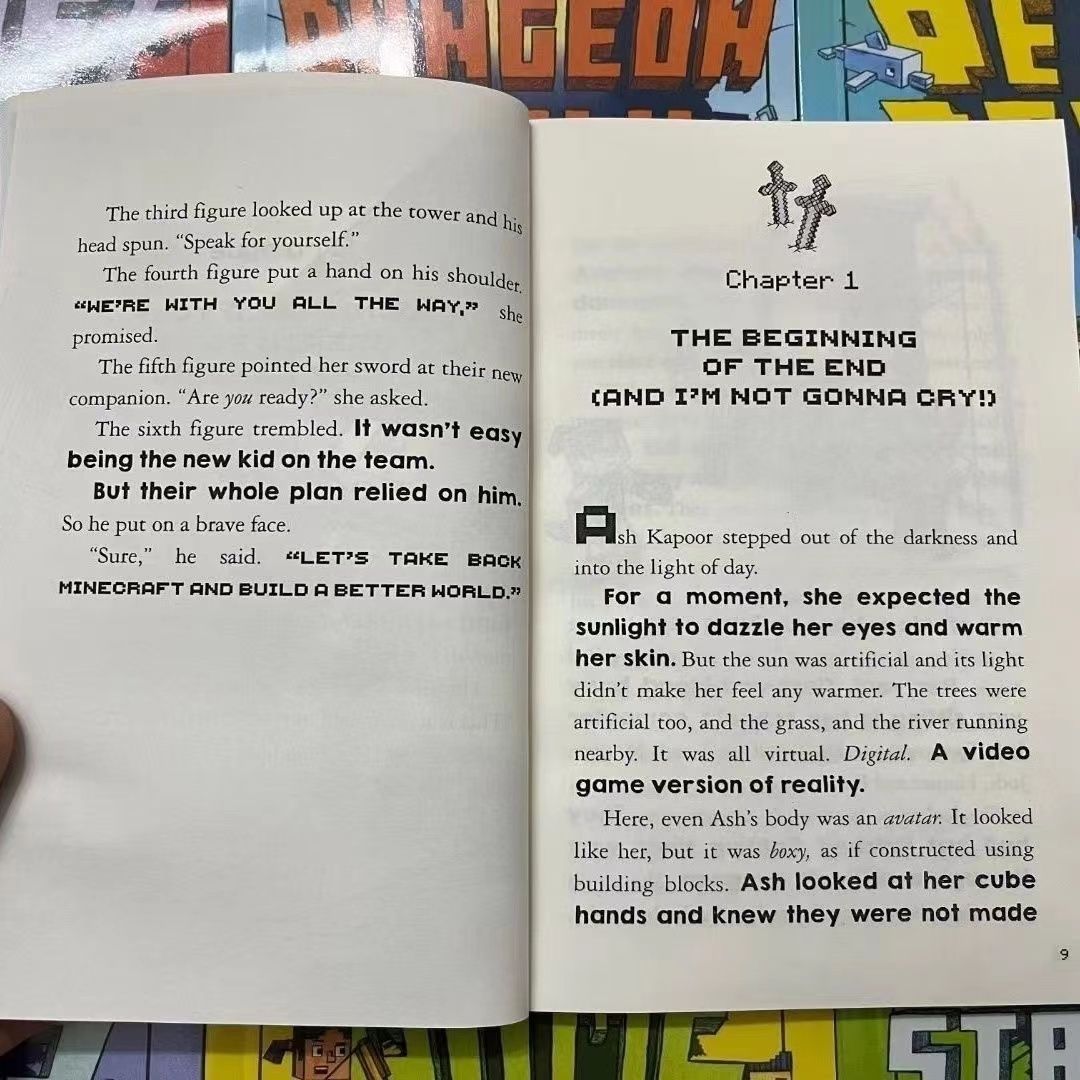 The third figure looked up at the tower and his
head spun. “Speak for yourself.”
The fourth figure put a hand on his shoulder.
“WE’RE WITH YOU ALL THE WAY,” she
promised.
The fifth figure pointed her sword at their new
companion. “Are you ready?” she asked.
The sixth figure trembled. It wasn’t easy
being the new kid on the team.
But their whole plan relied on him.
So he put on a brave face.
“Sure,” he said. “LET’S TAKE BACK
MINECRAFT AND BUILD A BETTER WORLD.”
Chapter 1
THE BEGINNING
OF THE END
(AND I’M NOT GONNA CRY!)
Ash Kapoor stepped out of the darkness and
into the light of day.
For a moment, she expected the
sunlight to dazzle her eyes and warm
her skin. But the sun was artificial and its light
didn’t make her feel any warmer. The trees were
artificial too, and the grass, and the river running
nearby. It was all virtual. Digital. A video
game version of reality.
Here, even Ash’s body was an avatar. It looked
like her, but it was boxy, as if constructed using
building blocks. Ash looked at her cube
hands and knew they were not made
9